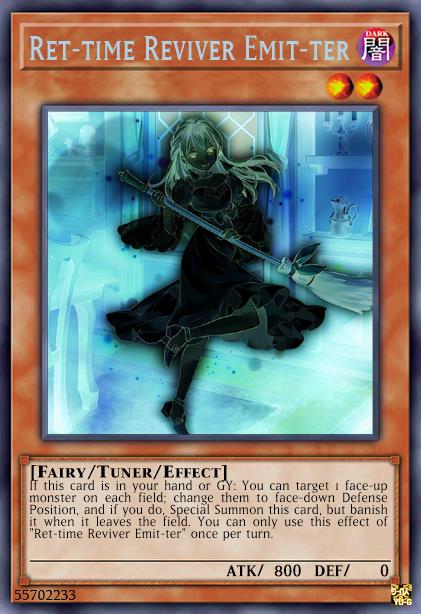 Ret-time Reviver Emit-ter
DARK
闇
[Fairy/Tuner/Effect]
If this card is in your hand or GY: You can target 1 face-up
monster on each field; change them to face-down Defense
Position, and if you do, Special Summon this card, but banish
it when it leaves the field. You can only use this effect of
"Ret-time Reviver Emit-ter" once per turn.
ATK/ 800 DEF/ 0
55702233